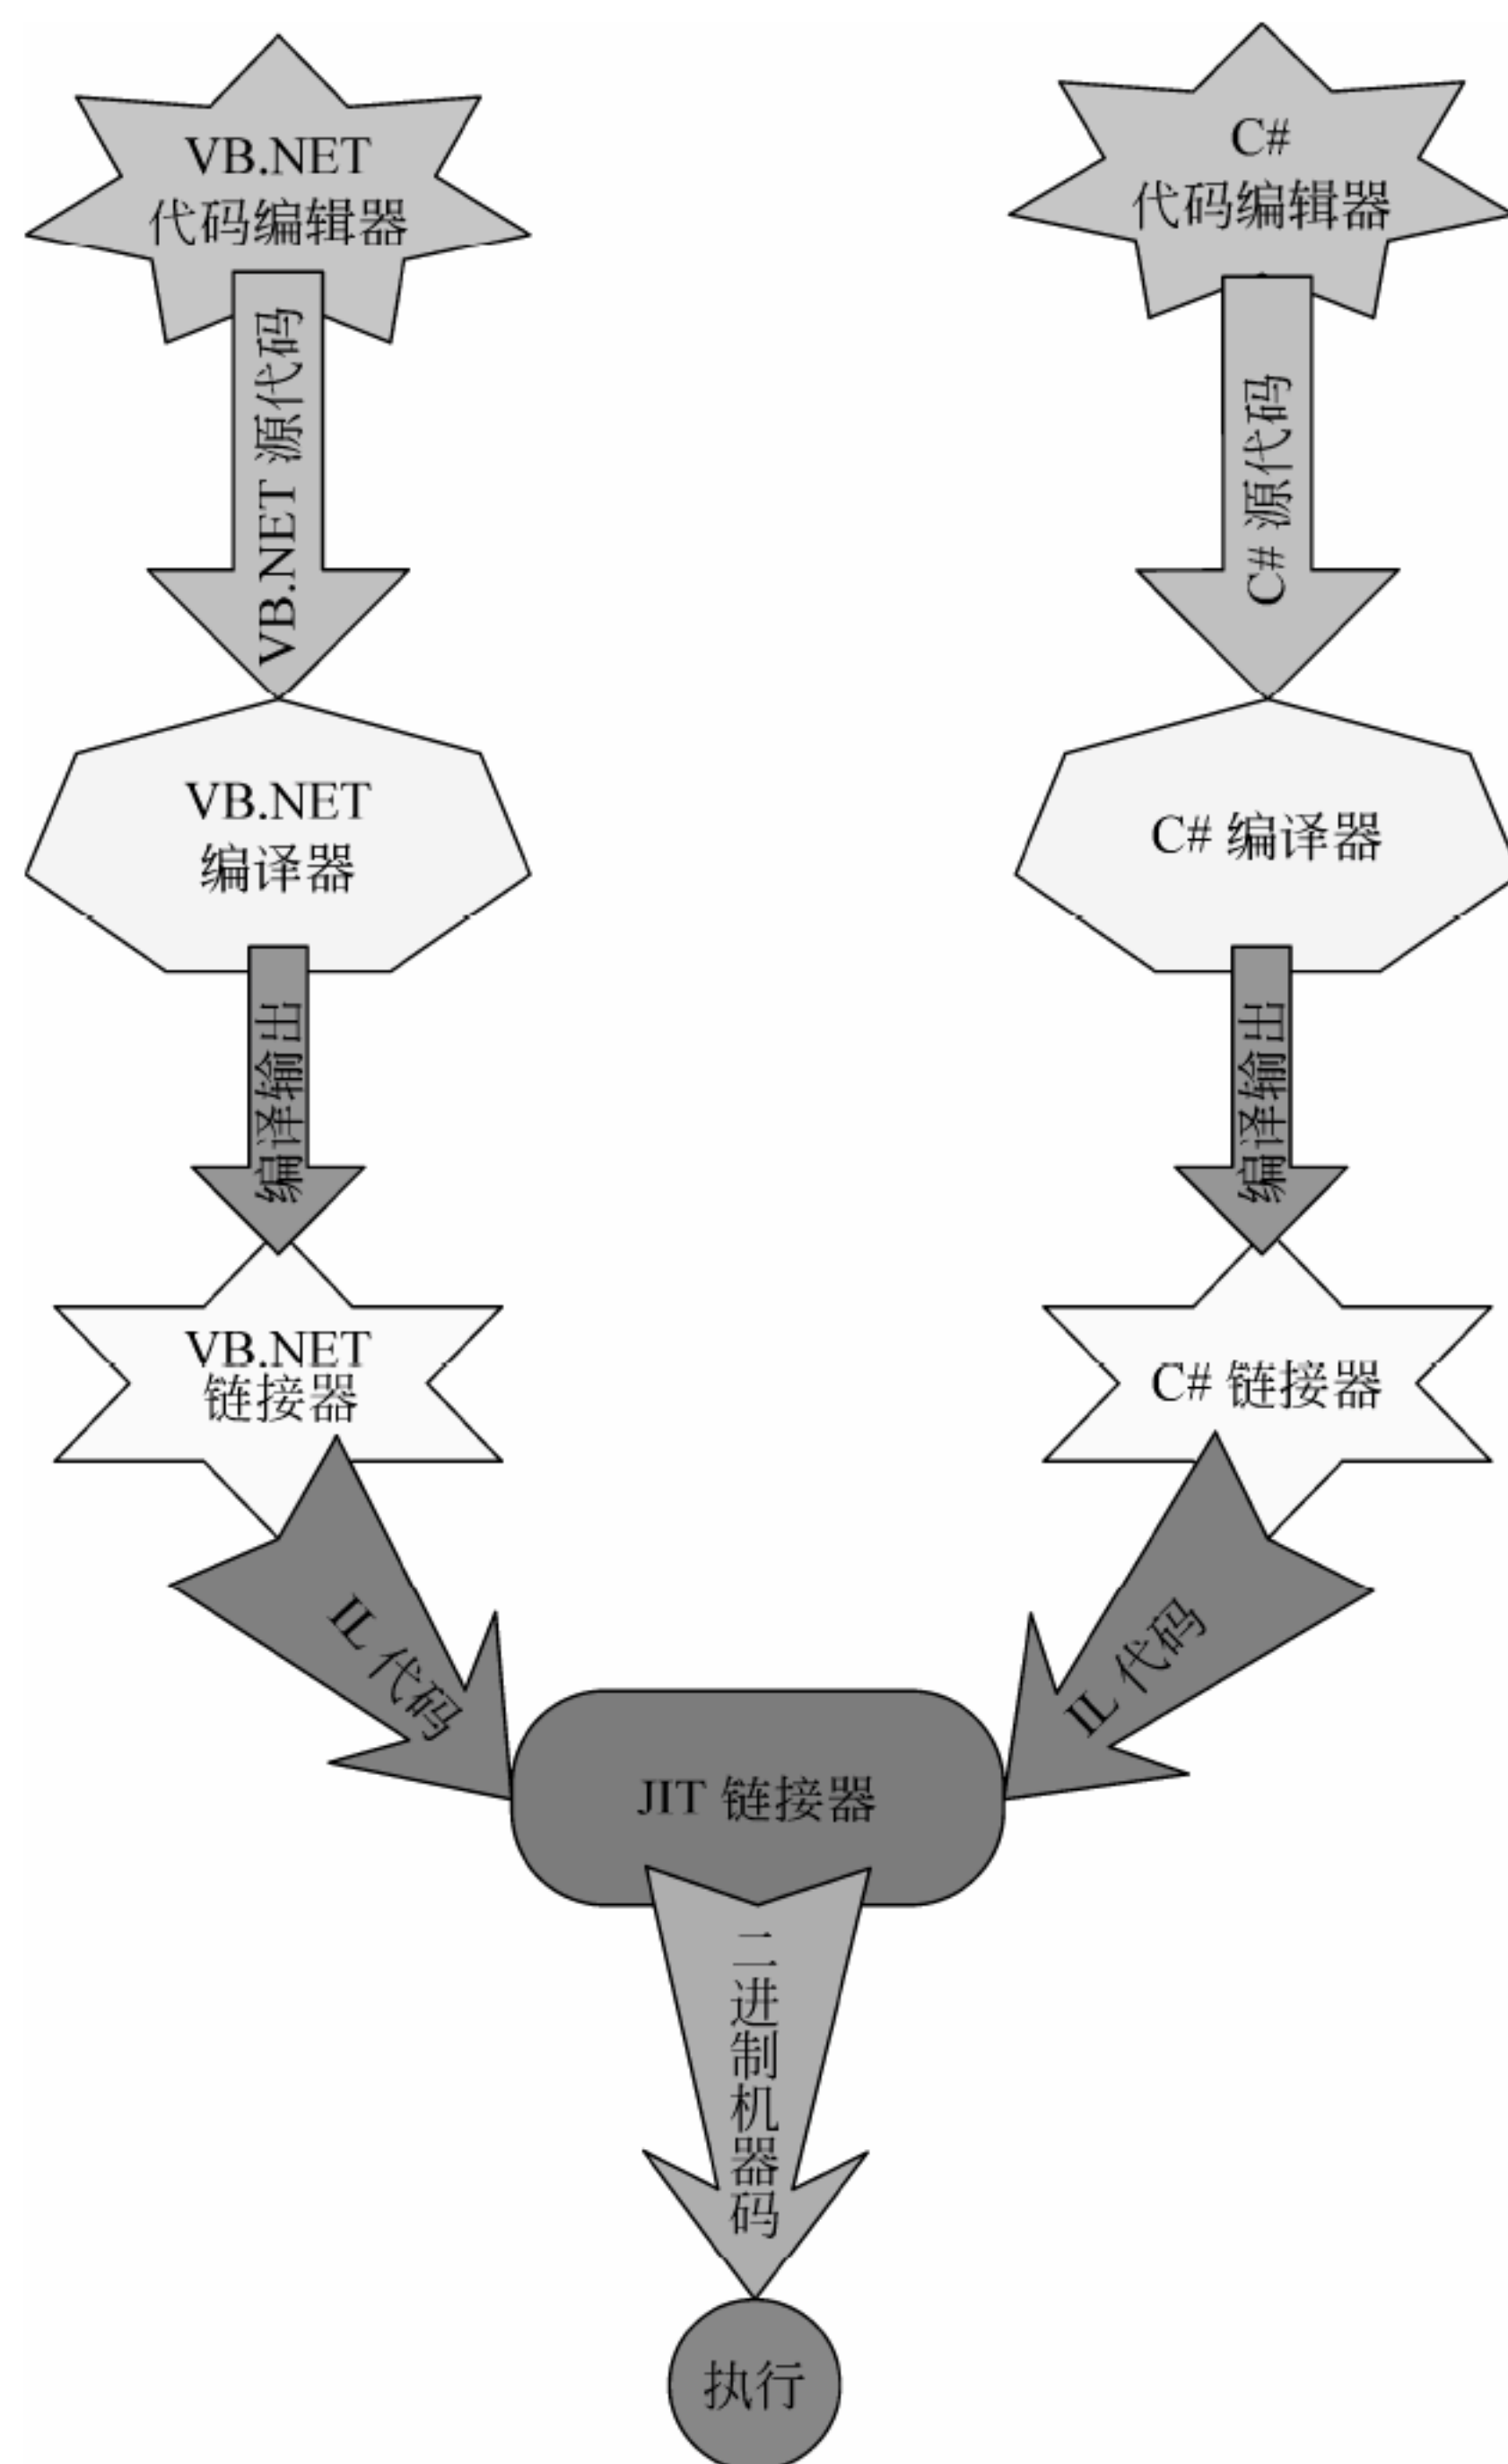 VB.NET
代码编辑器
C#
代码编辑器
VB.NET 源代码
C# 源代码
VB.NET
编译器
C# 编译器
编译输出
编译输出
VB.NET
链接器
C# 链接器
IL 代码
IL 代码
JIT 链接器
二进制机器码
执行